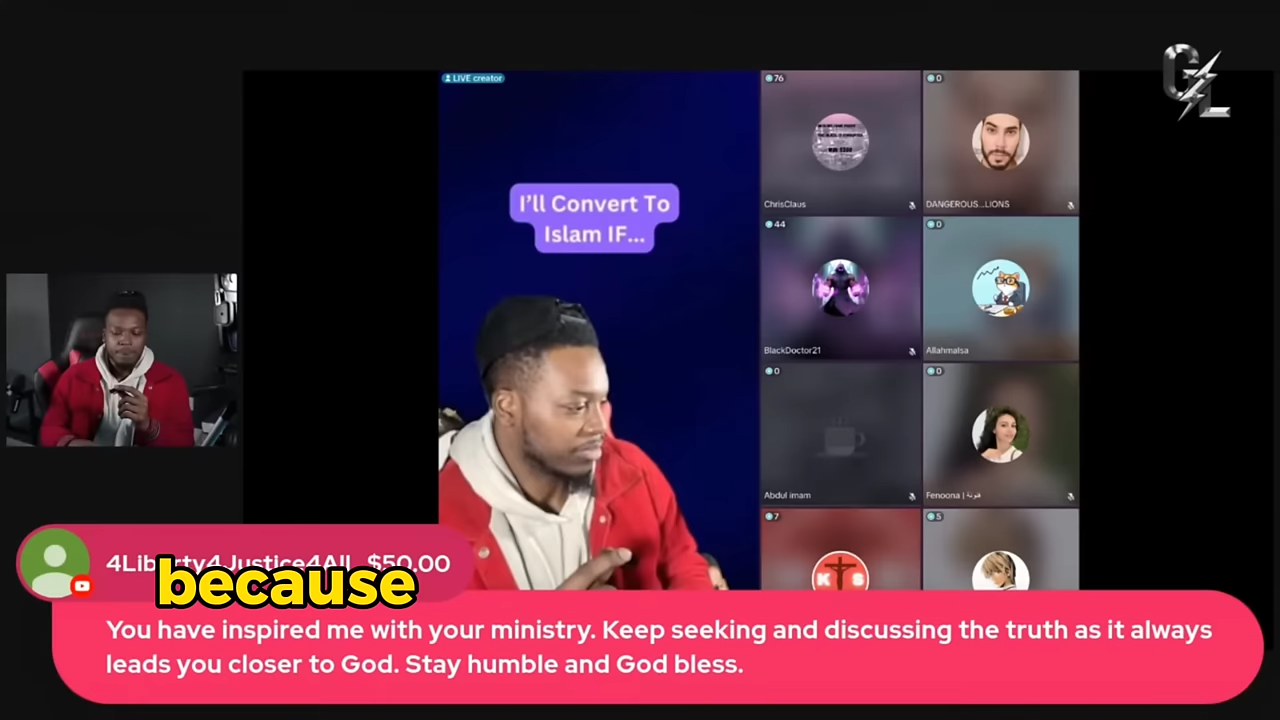 GL
LIVE creator
76
0
I'll Convert To
Islam IF...
ChrisClaus
DANGEROUS...LIONS
44
0
BlackDoctor21
Allahmalsa
0
0
Abdul imam
Fenoona | فنونة
7
5
K S
4Liberty4Justice4All $50.00
because
You have inspired me with your ministry. Keep seeking and discussing the truth as it always
leads you closer to God. Stay humble and God bless.